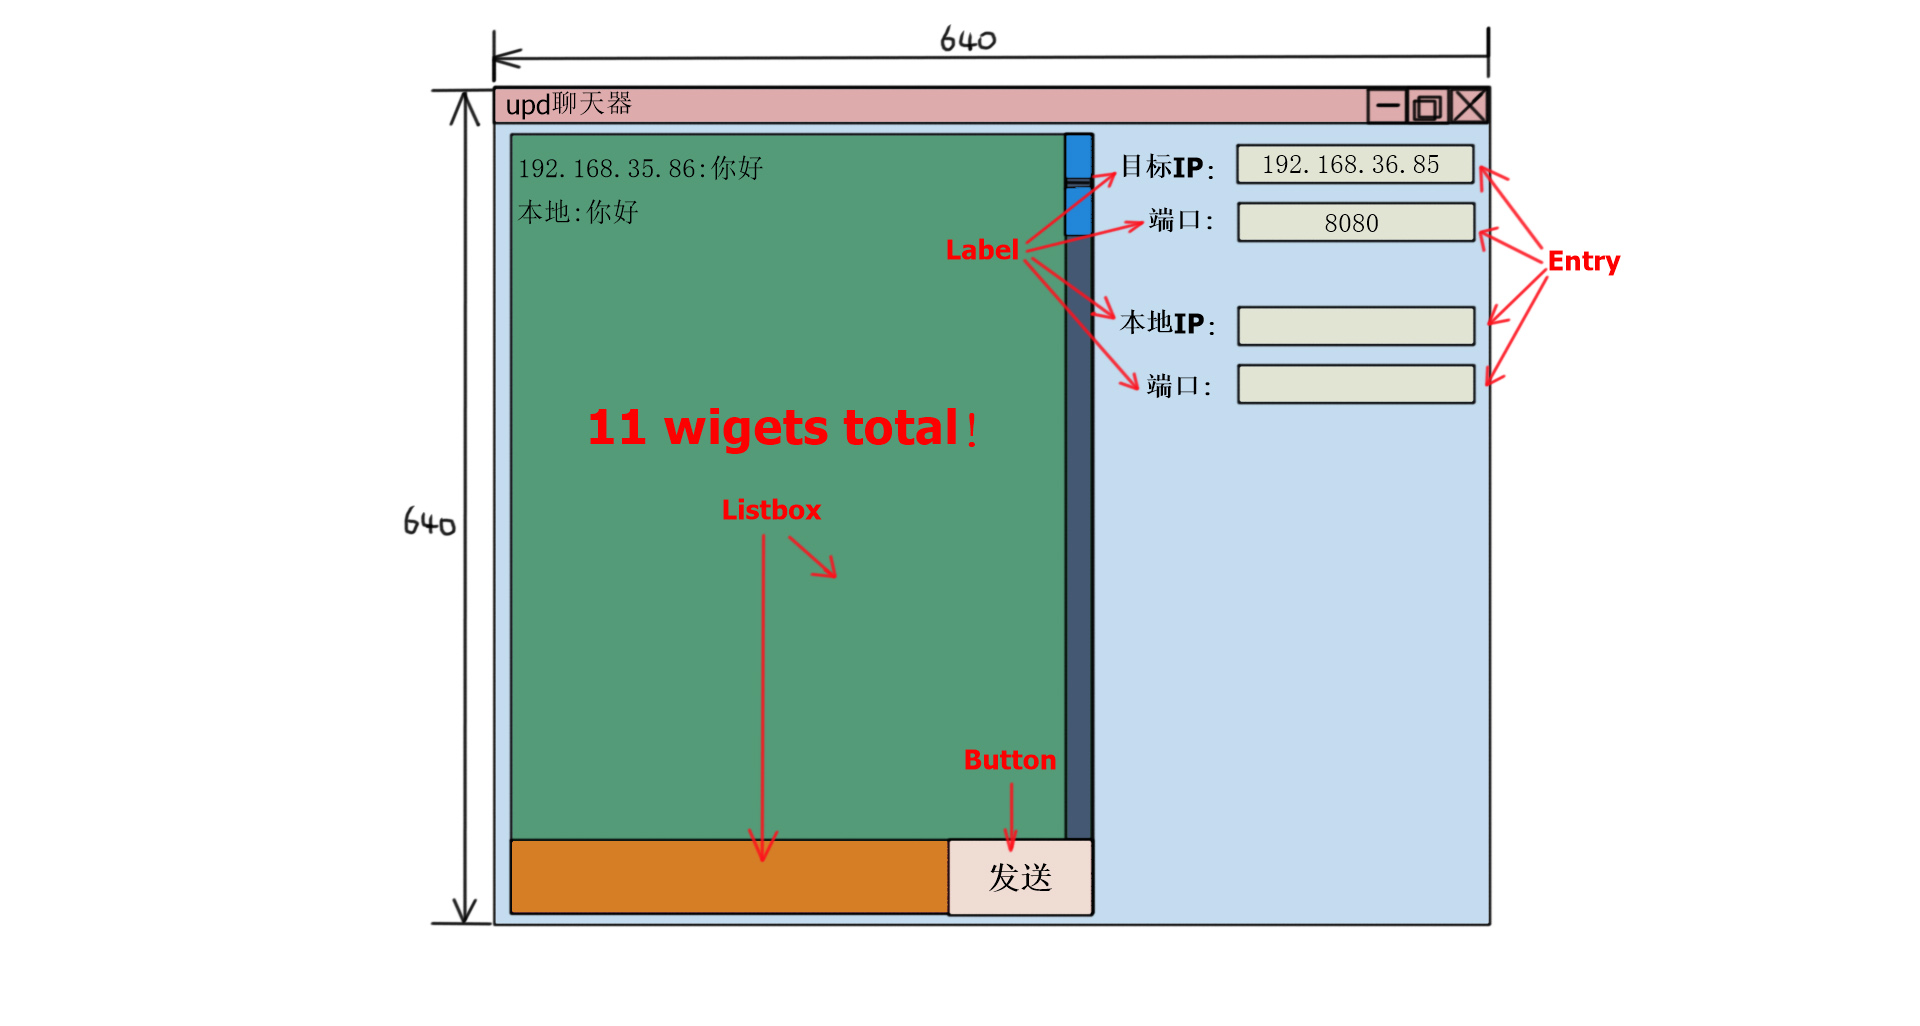 640
upd聊天器
192.168.35.86:你好
本地:你好
目标IP: 192.168.36.85
端口: 8080
Label
Entry
本地IP:
端口:
11 wigets total!
Listbox
640
Button
发送